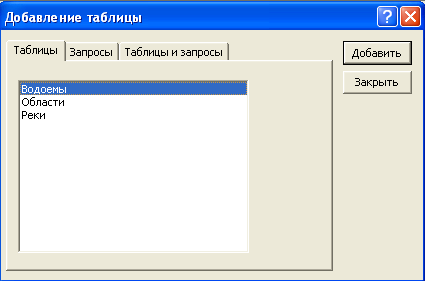 Добавление таблицы
Таблицы Запросы Таблицы и запросы
Добавить
Закрыть
Водоемы
Области
Реки